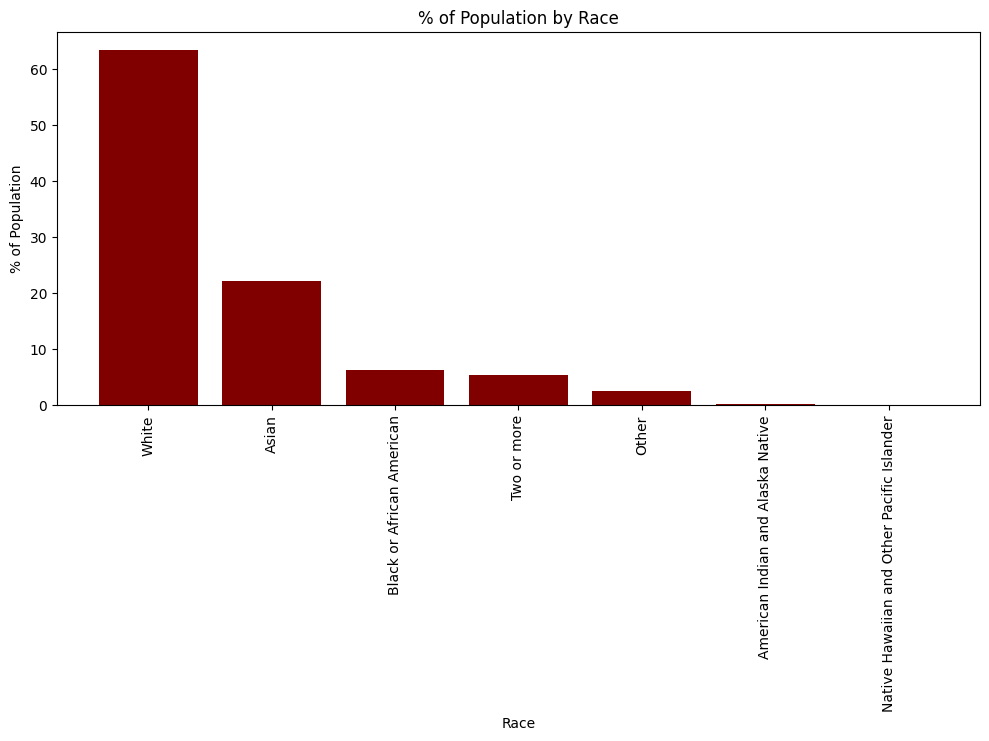 % of Population by Race
% of Population
60
50
40
30
20
10
0
White
Asian
Black or African American
Two or more
Other
American Indian and Alaska Native
Native Hawaiian and Other Pacific Islander
Race